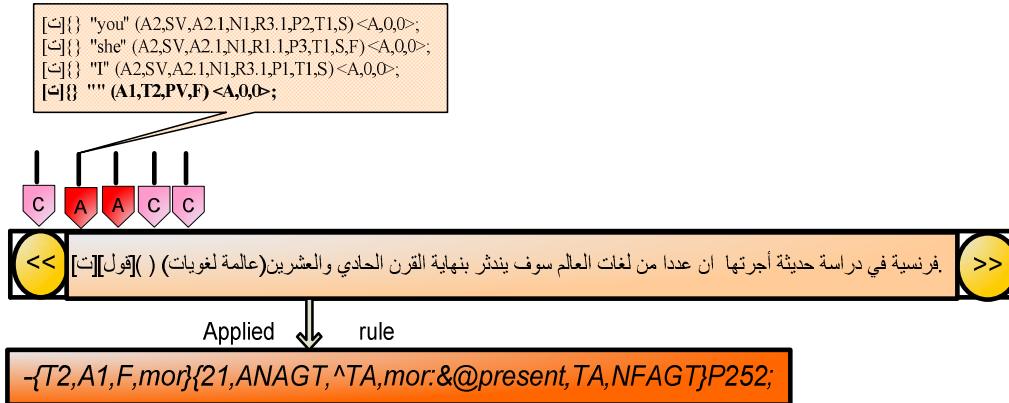 [ت]{} "you" (A2,SV,A2.1,N1,R3.1,P2,T1,S) <A,0,0>;
[ت]{} "she" (A2,SV,A2.1,N1,R1.1,P3,T1,S,F) <A,0,0>;
[ت]{} "I" (A2,SV,A2.1,N1,R3.1,P1,T1,S) <A,0,0>;
[ت]{} "" (A1,T2,PV,F) <A,0,0>;
C A A C C
<< [ت][قول]( ) (عالمة لغويات)فرنسية في دراسة حديثة أجرتها ان عددا من لغات العالم سوف يندثر بنهاية القرن الحادي والعشرين. >>
Applied rule
-{T2,A1,F,mor}{21,ANAGT,^TA,mor:&@present,TA,NFAGT}P252;